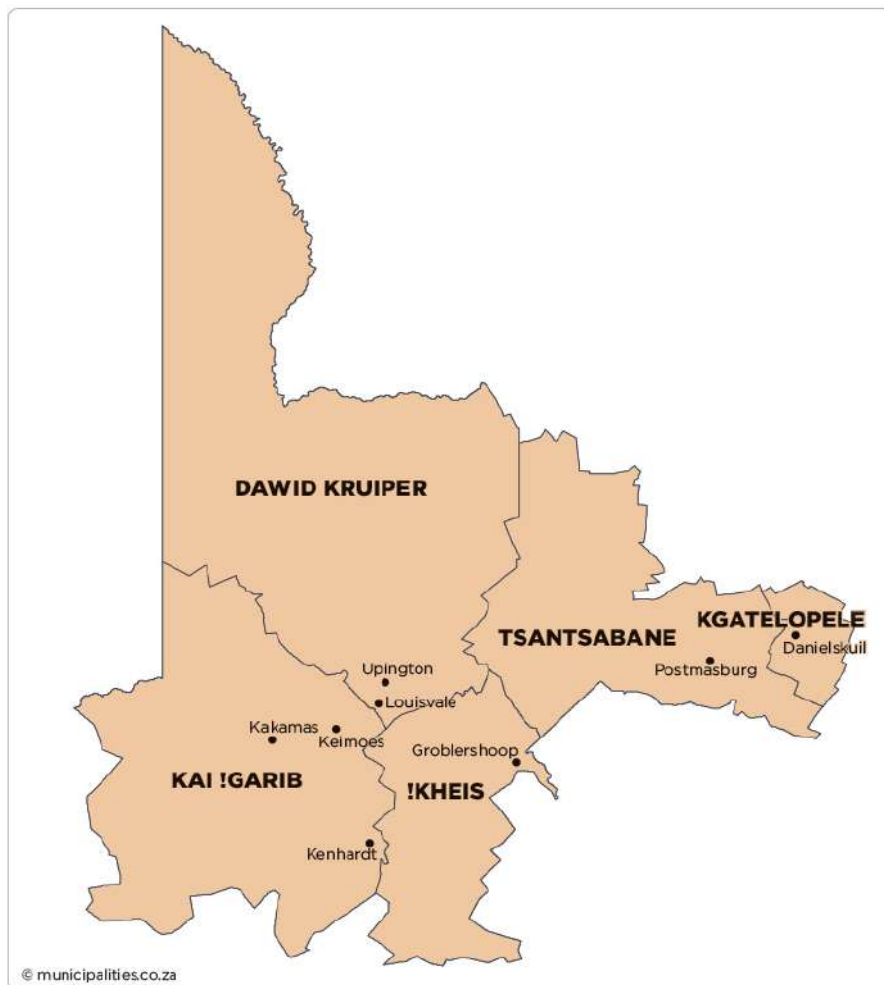 DAWID KRUIPER
KGATELOPELE
TSANTSABANE
Danielskuil
Postmasburg
Upington
Louisvale
Kakamas
Keimoes
Groblershoop
KAI !GARIB
!KHEIS
Kenhardt
© municipalities.co.za